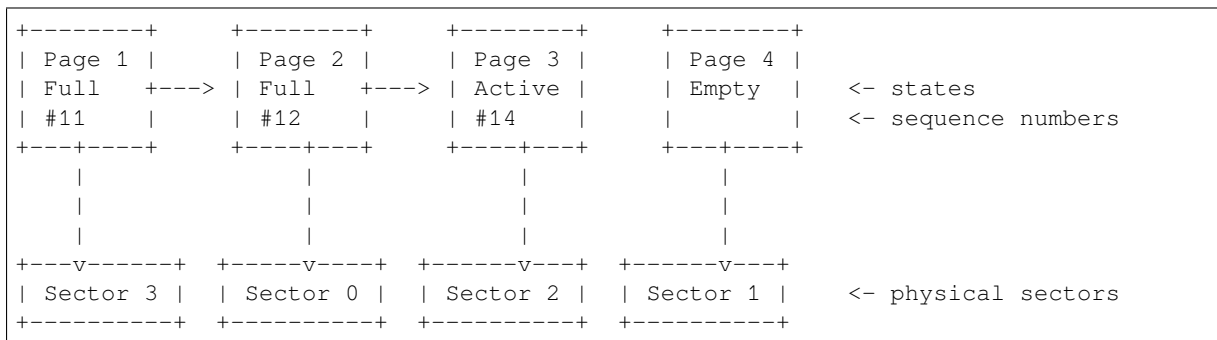 +--------+     +--------+     +--------+     +--------+
| Page 1 |     | Page 2 |     | Page 3 |     | Page 4 |
| Full   +---> | Full   +---> | Active |     | Empty  |   <- states
| #11    |     | #12    |     | #14    |     |        |   <- sequence numbers
+---+----+     +----+---+     +----+---+     +---+----+
    |               |              |             |
    |               |              |             |
    |               |              |             |
+---v------+  +-----v----+  +------v---+  +------v---+
| Sector 3 |  | Sector 0 |  | Sector 2 |  | Sector 1 |   <- physical sectors
+----------+  +----------+  +----------+  +----------+